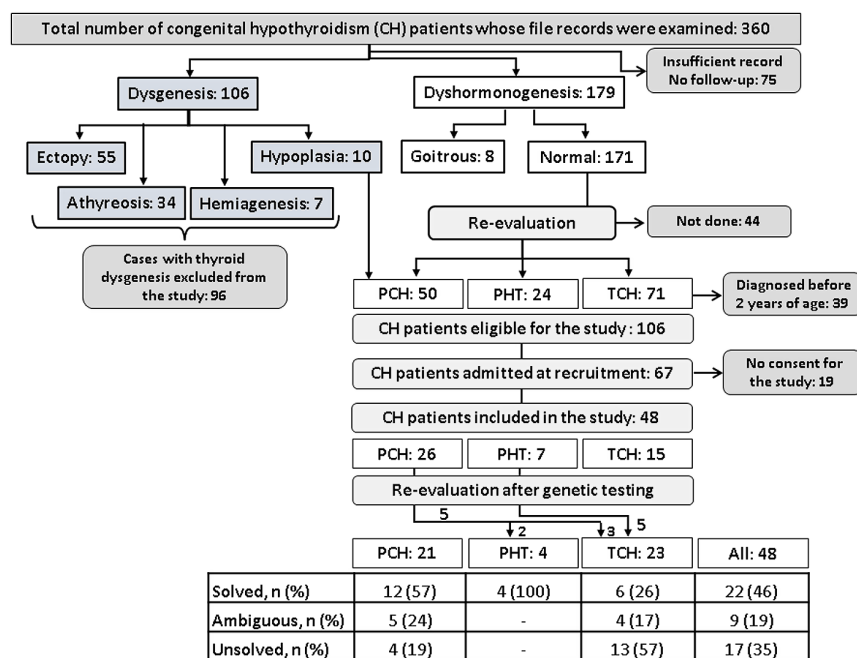 Total number of congenital hypothyroidism (CH) patients whose file records were examined: 360
Insufficient record
No follow-up: 75
Dysgenesis: 106
Dyshormonogenesis: 179
Ectopy: 55
Hypoplasia: 10
Goitrous: 8
Normal: 171
Athyreosis: 34
Hemiagenesis: 7
Re-evaluation
Not done: 44
Cases with thyroid
dysgenesis excluded from
the study: 96
PCH: 50
PHT: 24
TCH: 71
Diagnosed before
2 years of age: 39
CH patients eligible for the study : 106
CH patients admitted at recruitment: 67
No consent for
the study: 19
CH patients included in the study: 48
PCH: 26
PHT: 7
TCH: 15
Re-evaluation after genetic testing
5
2
3
5
PCH: 21
PHT: 4
TCH: 23
All: 48
Solved, n (%) 12 (57) 4 (100) 6 (26) 22 (46)
Ambiguous, n (%) 5 (24) - 4 (17) 9 (19)
Unsolved, n (%) 4 (19) - 13 (57) 17 (35)